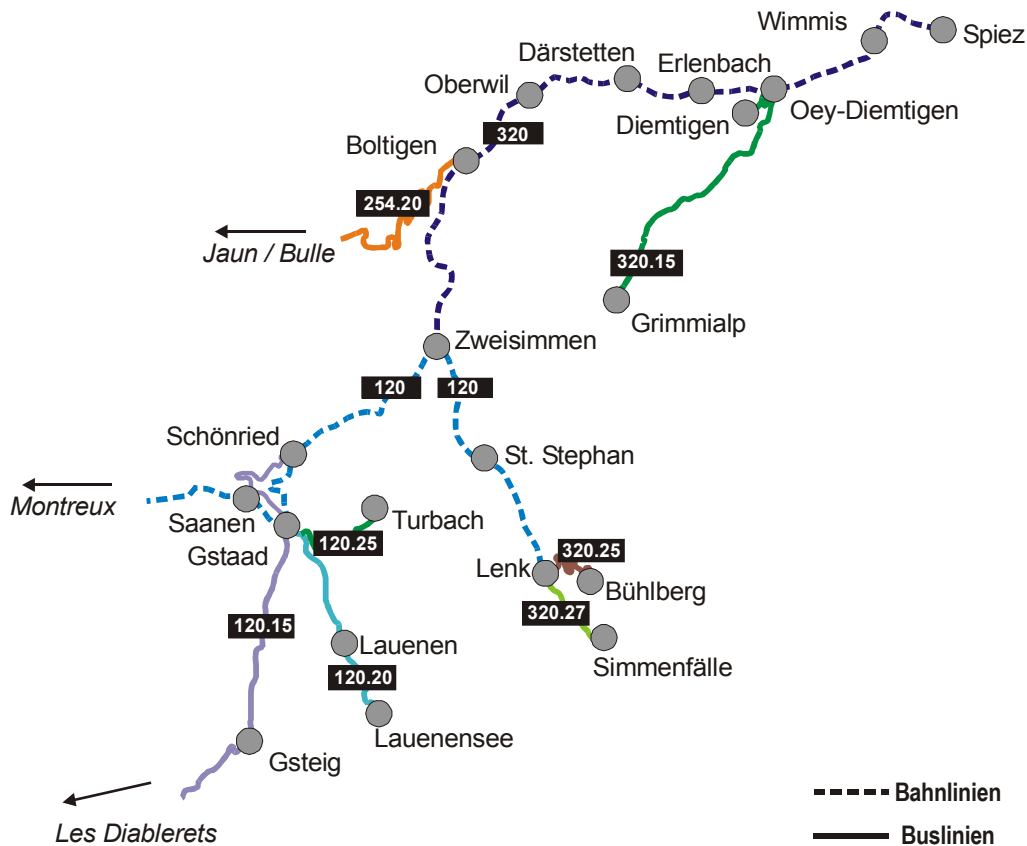 Wimmis
Spiez
Därstetten
Erlenbach
Oberwil
Diemtigen
Oey-Diemtigen
320
Boltigen
254.20
Jaun / Bulle
320.15
Grimmialp
Zweisimmen
120
120
Schönried
St. Stephan
Montreux
Saanen
Turbach
Gstaad
120.25
320.25
Lenk
Bühlberg
320.27
120.15
Lauenen
Simmenfälle
120.20
Lauenensee
Gsteig
Les Diablerets
Bahnlinien
Buslinien